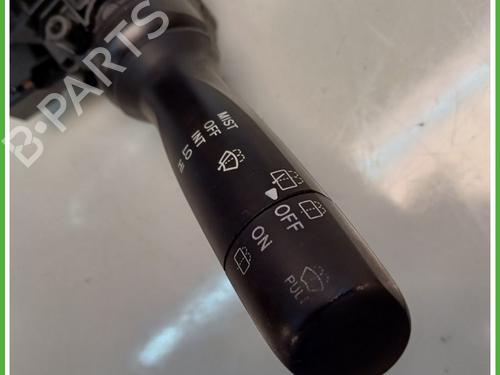 B-PARTS
MIST
OFF
INT
LO
HI
OFF
ON
PULL